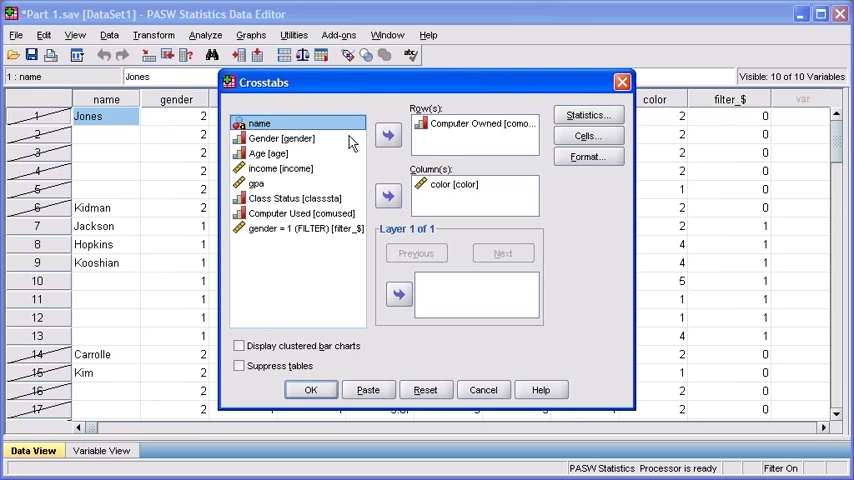 *Part 1.sav [DataSet1] - PASW Statistics Data Editor
File Edit View Data Transform Analyze Graphs Utilities Add-ons Window Help
1 : name Jones Visible: 10 of 10 Variables
name gender color filter_$ var
1 Jones 2 2 0
2 2 2 0
3 2 2 0
4 2 2 0
5 2 1 0
6 Kidman 2 2 0
7 Jackson 1 2 1
8 Hopkins 1 4 1
9 Kooshian 1 4 1
10 1 5 1
11 1 1 1
12 1 1 1
13 1 4 1
14 Carrolle 2 2 0
15 Kim 2 1 0
16 2 2 0
17 2 2 0
Crosstabs
name
Gender [gender]
Age [age]
income [income]
gpa
Class Status [classsta]
Computer Used [comused]
gender = 1 (FILTER) [filter_$]
Row(s):
Computer Owned [como...
Column(s):
color [color]
Layer 1 of 1
Previous Next
Statistics...
Cells...
Format...
Display clustered bar charts
Suppress tables
OK Paste Reset Cancel Help
Data View Variable View
PASW Statistics Processor is ready Filter On